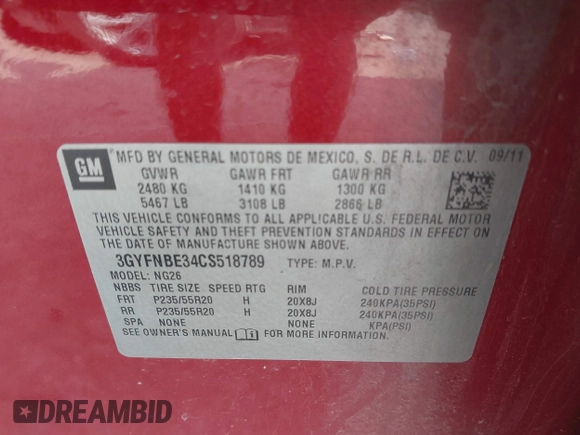 GM
MFD BY GENERAL MOTORS DE MEXICO, S. DE R.L. DE C.V. 09/11
GVWR GAWR FRT GAWR RR
2480 KG 1410 KG 1300 KG
5467 LB 3108 LB 2866 LB
THIS VEHICLE CONFORMS TO ALL APPLICABLE U.S. FEDERAL MOTOR
VEHICLE SAFETY AND THEFT PREVENTION STANDARDS IN EFFECT ON
THE DATE OF MANUFACTURE SHOWN ABOVE.
3GYFNBE34CS518789 TYPE: M.P.V.
MODEL: NG26
NBBS TIRE SIZE SPEED RTG RIM COLD TIRE PRESSURE
FRT P235/55R20 H 20X8J 240KPA(35PSI)
RR P235/55R20 H 20X8J 240KPA(35PSI)
SPA NONE NONE KPA(PSI)
SEE OWNER'S MANUAL FOR MORE INFORMATION.
DREAMBID